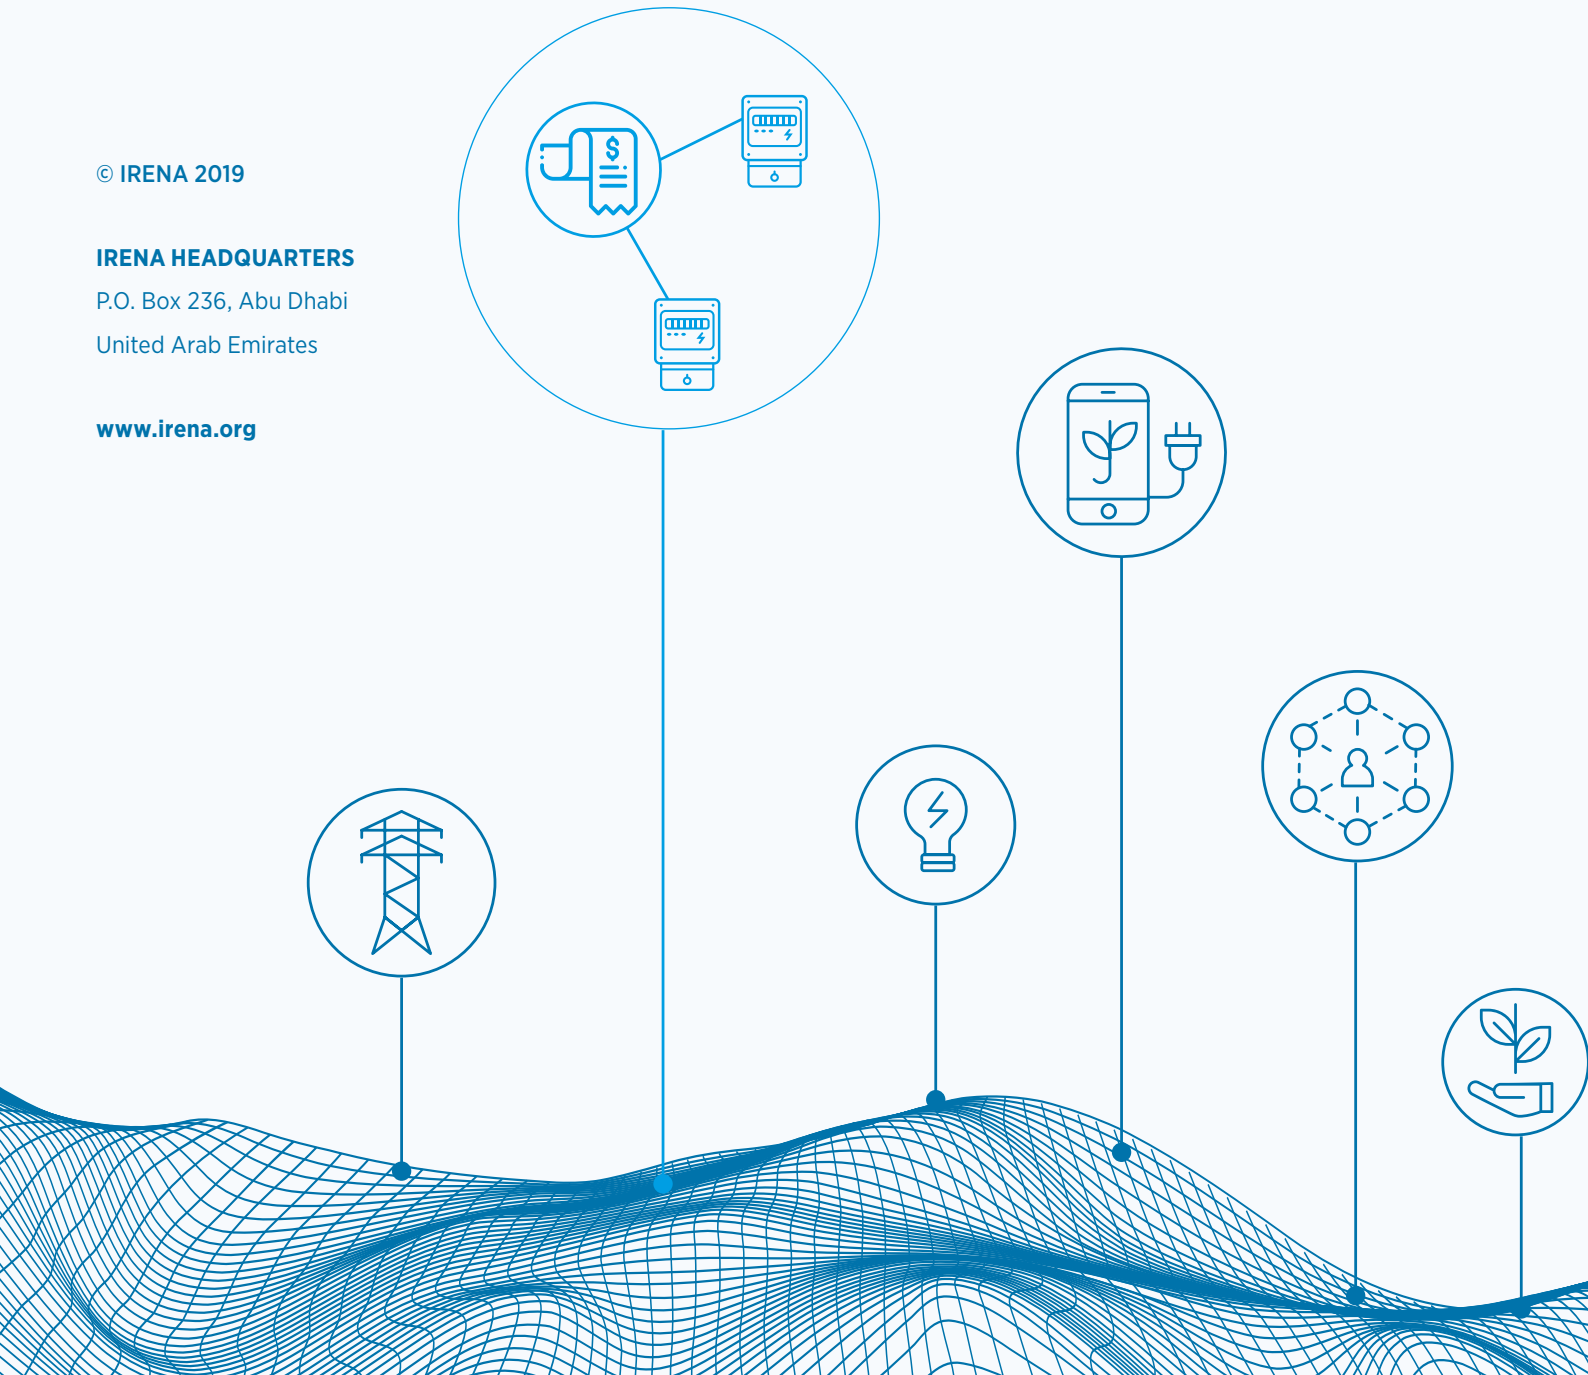 © IRENA 2019
IRENA HEADQUARTERS
P.O. Box 236, Abu Dhabi
United Arab Emirates
www.irena.org
$